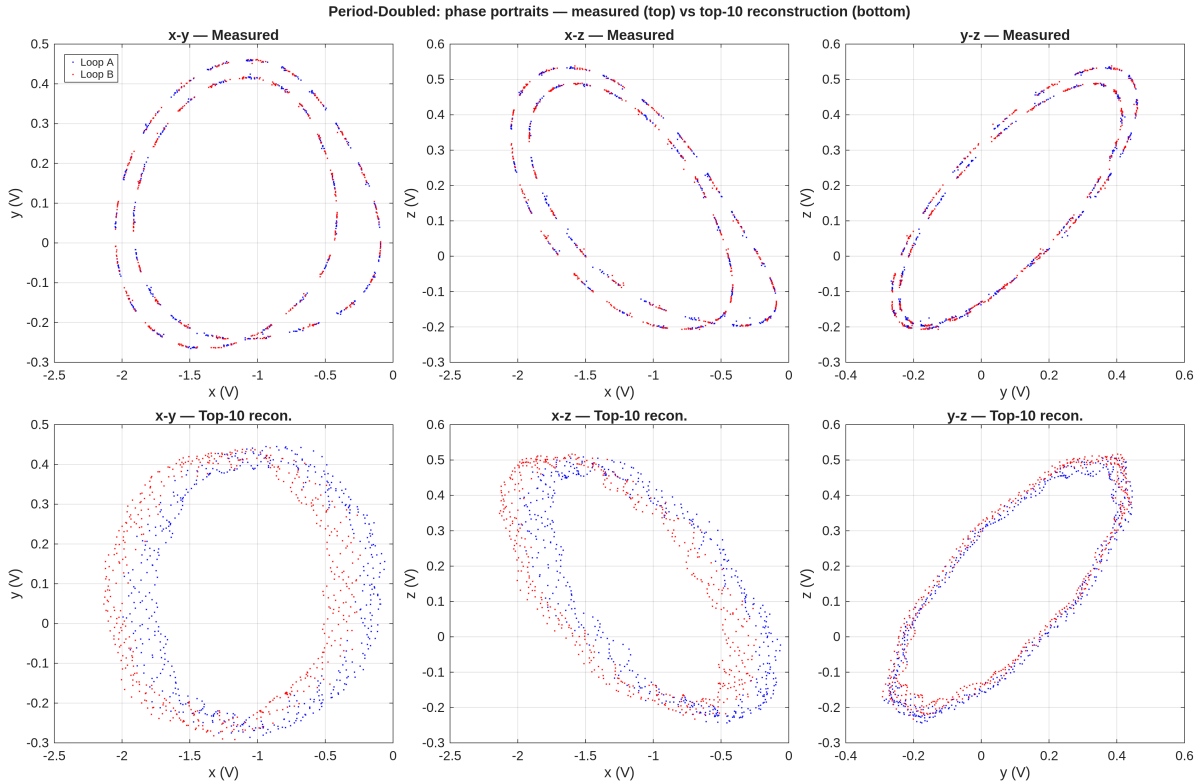 Period-Doubled: phase portraits — measured (top) vs top-10 reconstruction (bottom)
x-y — Measured
x-z — Measured
y-z — Measured
Loop A
Loop B
0.5
0.4
0.3
0.2
0.1
0
-0.1
-0.2
-0.3
y (V)
-2.5 -2 -1.5 -1 -0.5 0
x (V)
0.6
0.5
0.4
0.3
0.2
0.1
0
-0.1
-0.2
-0.3
z (V)
-2.5 -2 -1.5 -1 -0.5 0
x (V)
0.6
0.5
0.4
0.3
0.2
0.1
0
-0.1
-0.2
-0.3
z (V)
-0.4 -0.2 0 0.2 0.4 0.6
y (V)
x-y — Top-10 recon.
x-z — Top-10 recon.
y-z — Top-10 recon.
0.5
0.4
0.3
0.2
0.1
0
-0.1
-0.2
-0.3
y (V)
-2.5 -2 -1.5 -1 -0.5 0
x (V)
0.6
0.5
0.4
0.3
0.2
0.1
0
-0.1
-0.2
-0.3
z (V)
-2.5 -2 -1.5 -1 -0.5 0
x (V)
0.6
0.5
0.4
0.3
0.2
0.1
0
-0.1
-0.2
-0.3
z (V)
-0.4 -0.2 0 0.2 0.4 0.6
y (V)